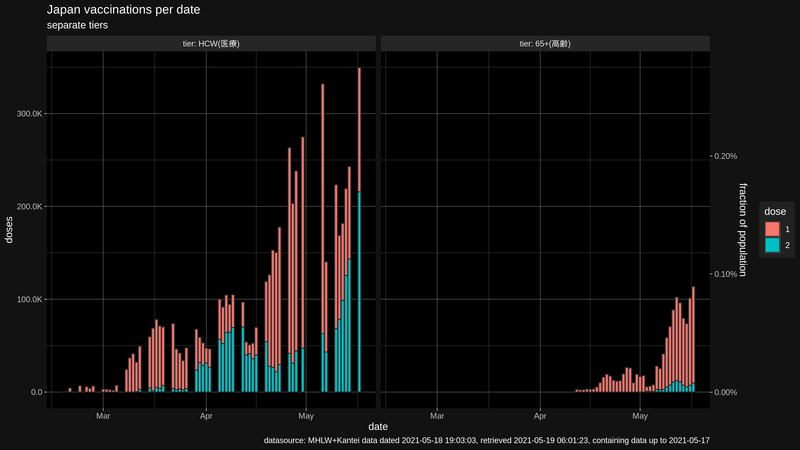 Japan vaccinations per date
separate tiers
tier: HCW(医療)
tier: 65+(高齢)
300.0K
200.0K
100.0K
0.0
doses
0.20%
0.10%
0.00%
fraction of population
dose
1
2
Mar
Apr
May
Mar
Apr
May
date
datasource: MHLW+Kantei data dated 2021-05-18 19:03:03, retrieved 2021-05-19 06:01:23, containing data up to 2021-05-17